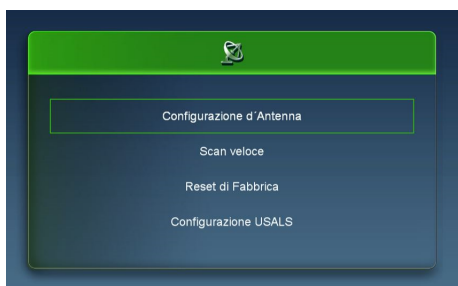 Configurazione d´Antenna
Scan veloce
Reset di Fabbrica
Configurazione USALS